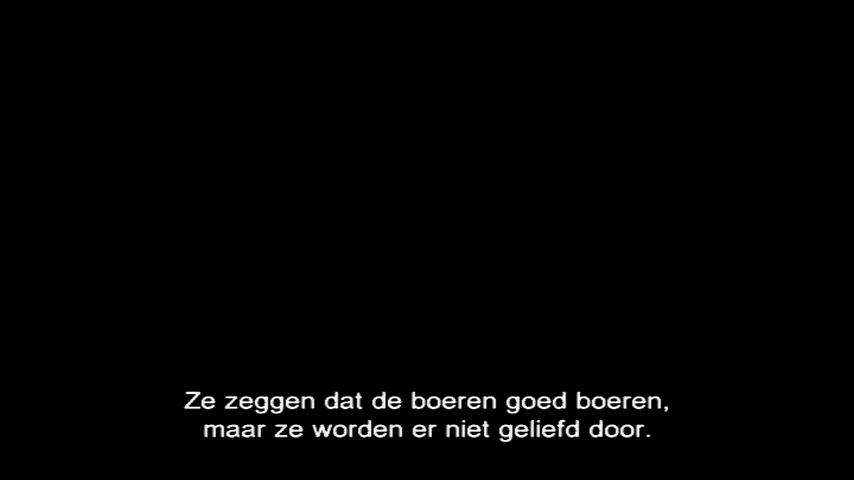 Ze zeggen dat de boeren goed boeren,
maar ze worden er niet geliefd door.